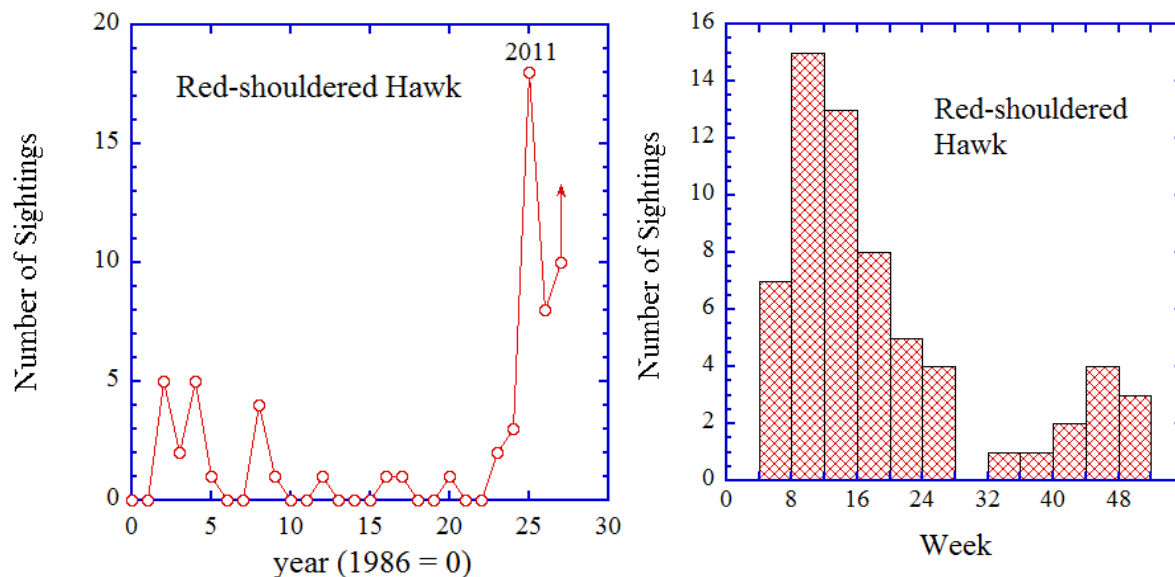 20
15
10
5
0
Number of Sightings
Red-shouldered Hawk
2011
0 5 10 15 20 25 30
year (1986 = 0)
16
14
12
10
8
6
4
2
0
Number of Sightings
Red-shouldered
Hawk
0 8 16 24 32 40 48
Week